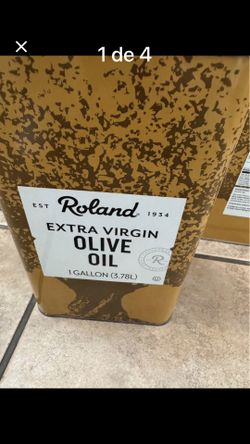 1 de 4
EST Roland 1934
EXTRA VIRGIN
OLIVE
OIL
R
1 GALLON (3.78L)